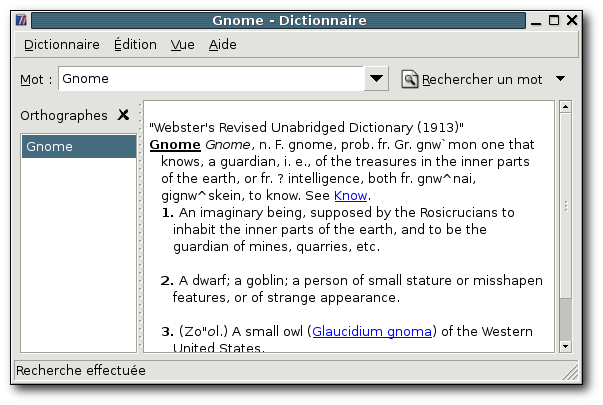 Gnome - Dictionnaire
Dictionnaire Édition Vue Aide
Mot : Gnome Rechercher un mot
Orthographes
Gnome
"Webster's Revised Unabridged Dictionary (1913)"
Gnome Gnome, n. F. gnome, prob. fr. Gr. gnw`mon one that
knows, a guardian, i. e., of the treasures in the inner parts
of the earth, or fr. ? intelligence, both fr. gnw^nai,
gignw^skein, to know. See Know.
1. An imaginary being, supposed by the Rosicrucians to
inhabit the inner parts of the earth, and to be the
guardian of mines, quarries, etc.
2. A dwarf; a goblin; a person of small stature or misshapen
features, or of strange appearance.
3. (Zo"ol.) A small owl (Glaucidium gnoma) of the Western
United States.
Recherche effectuée